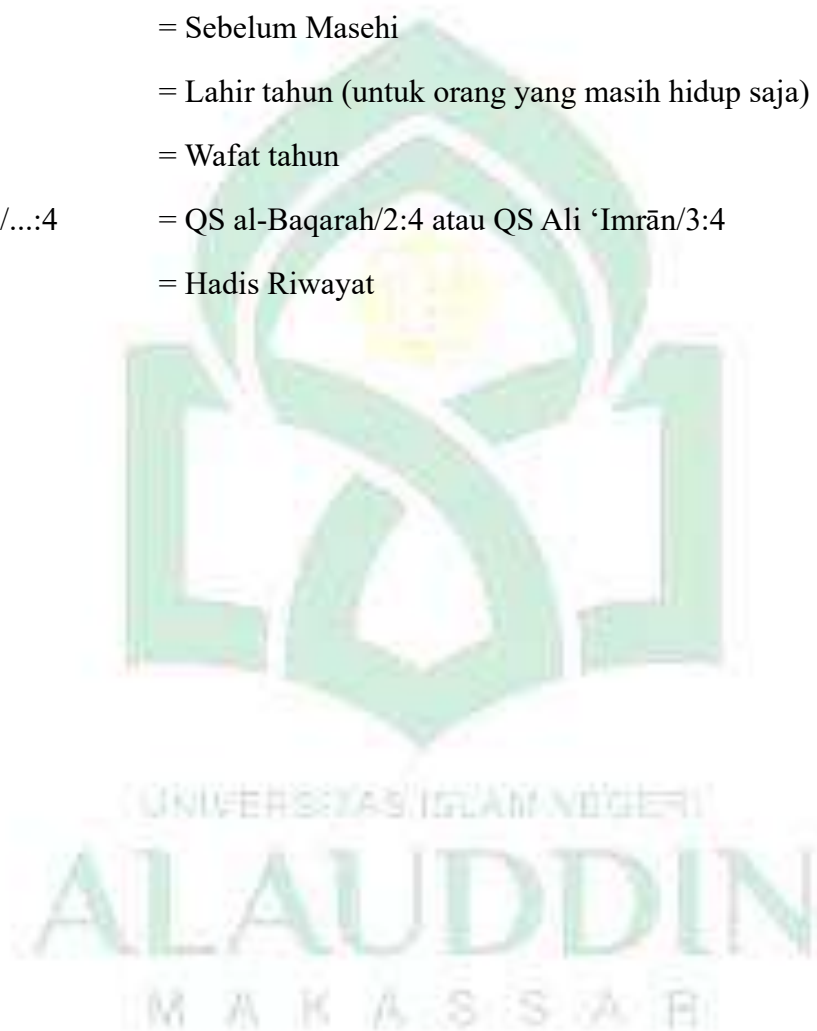 = Sebelum Masehi
= Lahir tahun (untuk orang yang masih hidup saja)
= Wafat tahun
/...:4 = QS al-Baqarah/2:4 atau QS Ali ‘Imrān/3:4
= Hadis Riwayat
UNIVERSITAS ISLAM NEGERI
ALAUDDIN
MAKASSAR